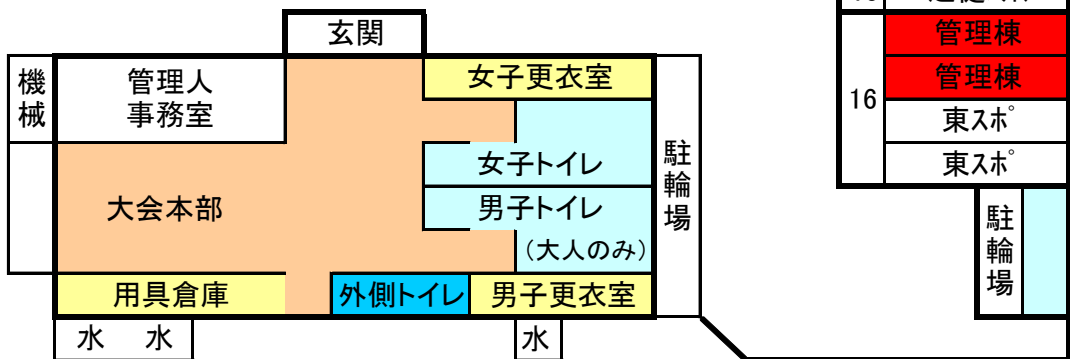 玄関
機械
管理人
事務室
女子更衣室
女子トイレ
大会本部
男子トイレ
(大人のみ)
駐輪場
用具倉庫
外側トイレ
男子更衣室
水 水
水
管理棟
管理棟
16
東スポ
東スポ
駐輪場